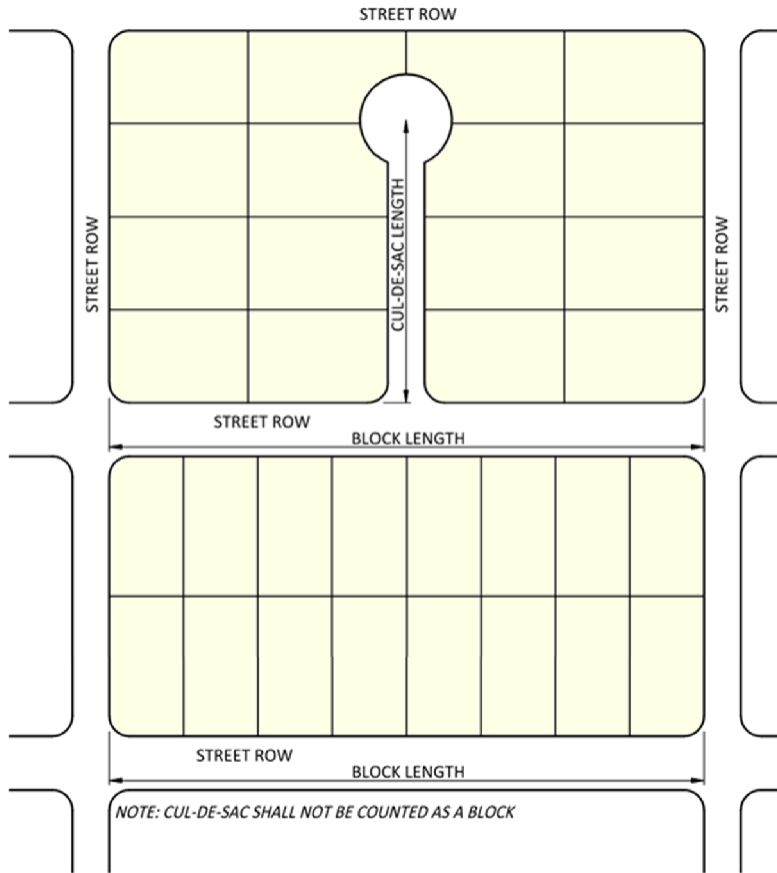 STREET ROW
STREET ROW
CUL-DE-SAC LENGTH
STREET ROW
STREET ROW
BLOCK LENGTH
STREET ROW
BLOCK LENGTH
NOTE: CUL-DE-SAC SHALL NOT BE COUNTED AS A BLOCK